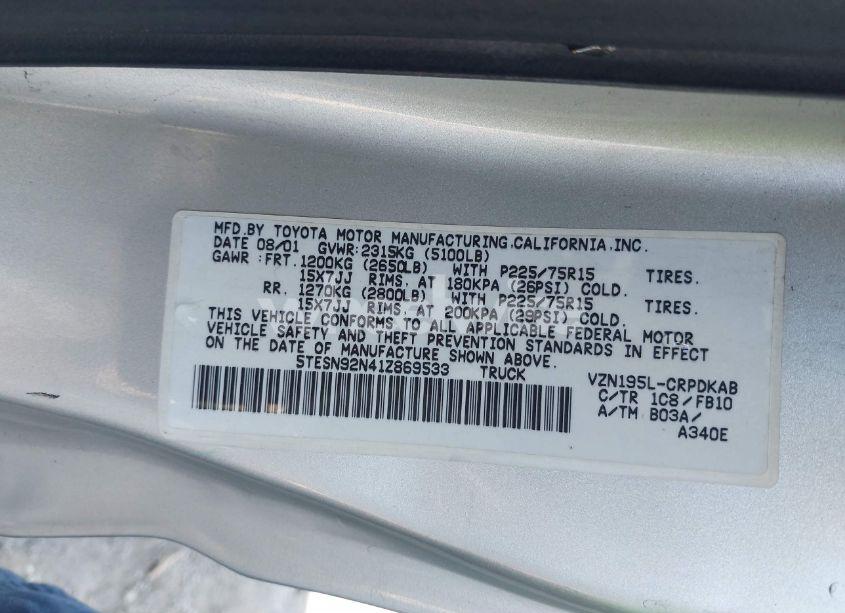 MFD.BY TOYOTA MOTOR MANUFACTURING.CALIFORNIA.INC.
DATE 08/01 GVWR:2315KG (5100LB)
GAWR :FRT.1200KG (2650LB) WITH P225/75R15 TIRES.
15X7JJ RIMS. AT 180KPA (26PSI) COLD.
RR. 1270KG (2800LB) WITH P225/75R15 TIRES.
15X7JJ RIMS. AT 200KPA (29PSI) COLD.
THIS VEHICLE CONFORMS TO ALL APPLICABLE FEDERAL MOTOR
VEHICLE SAFETY AND THEFT PREVENTION STANDARDS IN EFFECT
ON THE DATE OF MANUFACTURE SHOWN ABOVE.
5TESN92N41Z869533 TRUCK VZN195L-CRPDKAB
C/TR 1C8/FB10
A/TM B03A/
A340E